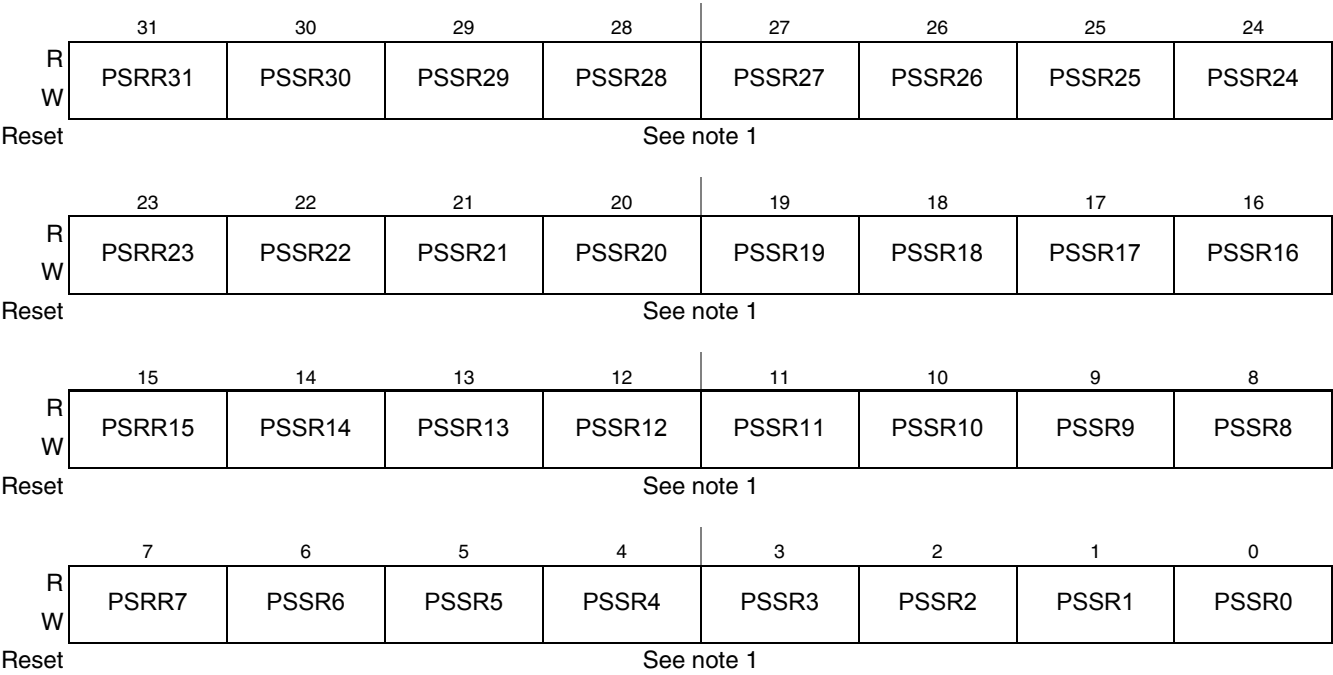 31 30 29 28 27 26 25 24
R
PSRR31 PSSR30 PSSR29 PSSR28 PSSR27 PSSR26 PSSR25 PSSR24
W
Reset See note 1
23 22 21 20 19 18 17 16
R
PSRR23 PSSR22 PSSR21 PSSR20 PSSR19 PSSR18 PSSR17 PSSR16
W
Reset See note 1
15 14 13 12 11 10 9 8
R
PSRR15 PSSR14 PSSR13 PSSR12 PSSR11 PSSR10 PSSR9 PSSR8
W
Reset See note 1
7 6 5 4 3 2 1 0
R
PSRR7 PSSR6 PSSR5 PSSR4 PSSR3 PSSR2 PSSR1 PSSR0
W
Reset See note 1